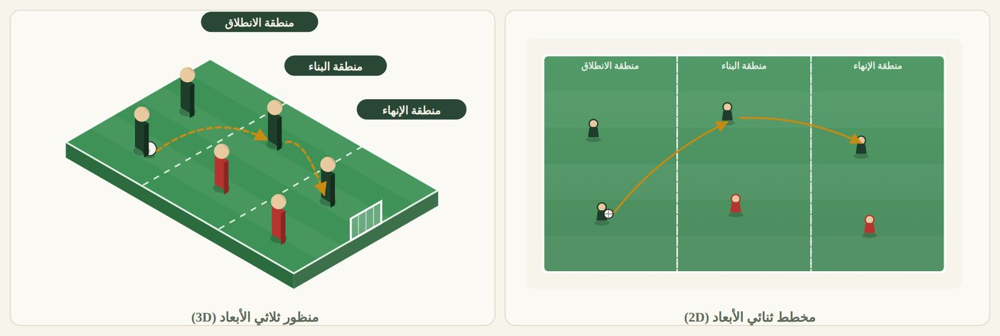 منطقة الانطلاق
منطقة البناء
منطقة الإنهاء
منظور ثلاثي الأبعاد (3D)
منطقة الانطلاق
منطقة البناء
منطقة الإنهاء
مخطط ثنائي الأبعاد (2D)